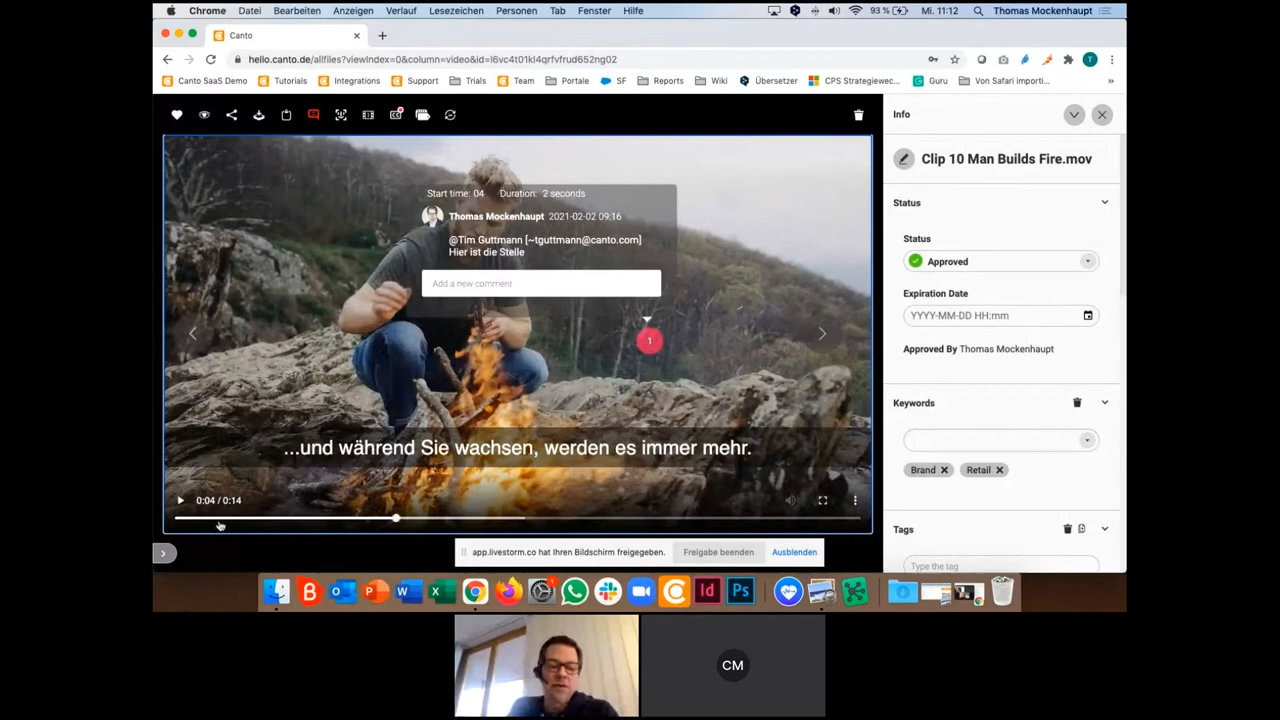 Chrome Datei Bearbeiten Anzeigen Verlauf Lesezeichen Personen Tab Fenster Hilfe 93 % Mi. 11:12 Thomas Mockenhaupt
Canto
hello.canto.de/allfiles?viewIndex=0&column=video&id=l6vc4t01kl4qrfvfrud652ng02
Canto SaaS Demo Tutorials Integrations Support Trials Team Portale SF Reports Wiki Übersetzer CPS Strategiewec... Guru Von Safari importi... »
Info
Clip 10 Man Builds Fire.mov
Status
Status
Approved
Expiration Date
YYYY-MM-DD HH:mm
Approved By Thomas Mockenhaupt
Keywords
Brand Retail
Tags
Type the tag
Start time: 04 Duration: 2 seconds
Thomas Mockenhaupt 2021-02-02 09:16
@Tim Guttmann [~tguttmann@canto.com]
Hier ist die Stelle
Add a new comment
1
...und während Sie wachsen, werden es immer mehr.
0:04 / 0:14
app.livestorm.co hat Ihren Bildschirm freigegeben. Freigabe beenden Ausblenden
CM